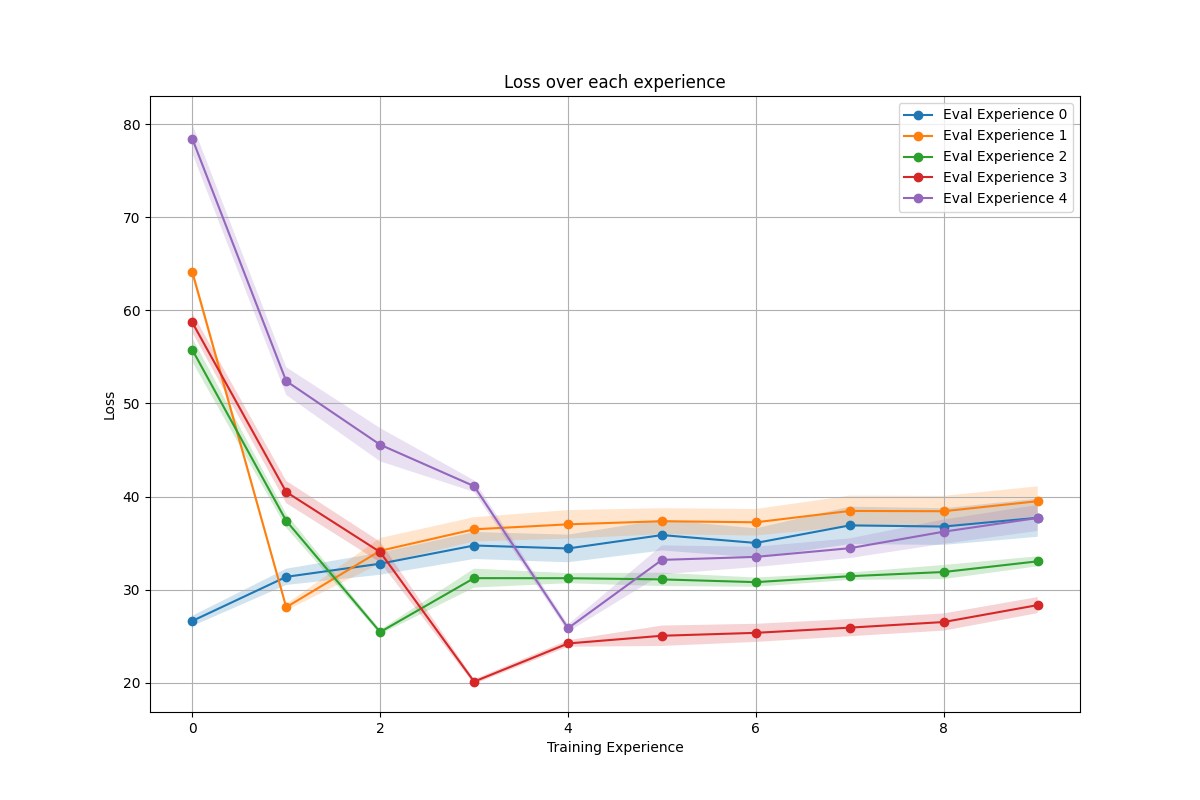 Loss over each experience
Eval Experience 0
Eval Experience 1
Eval Experience 2
Eval Experience 3
Eval Experience 4
80
70
60
50
40
30
20
Loss
0
2
4
6
8
Training Experience